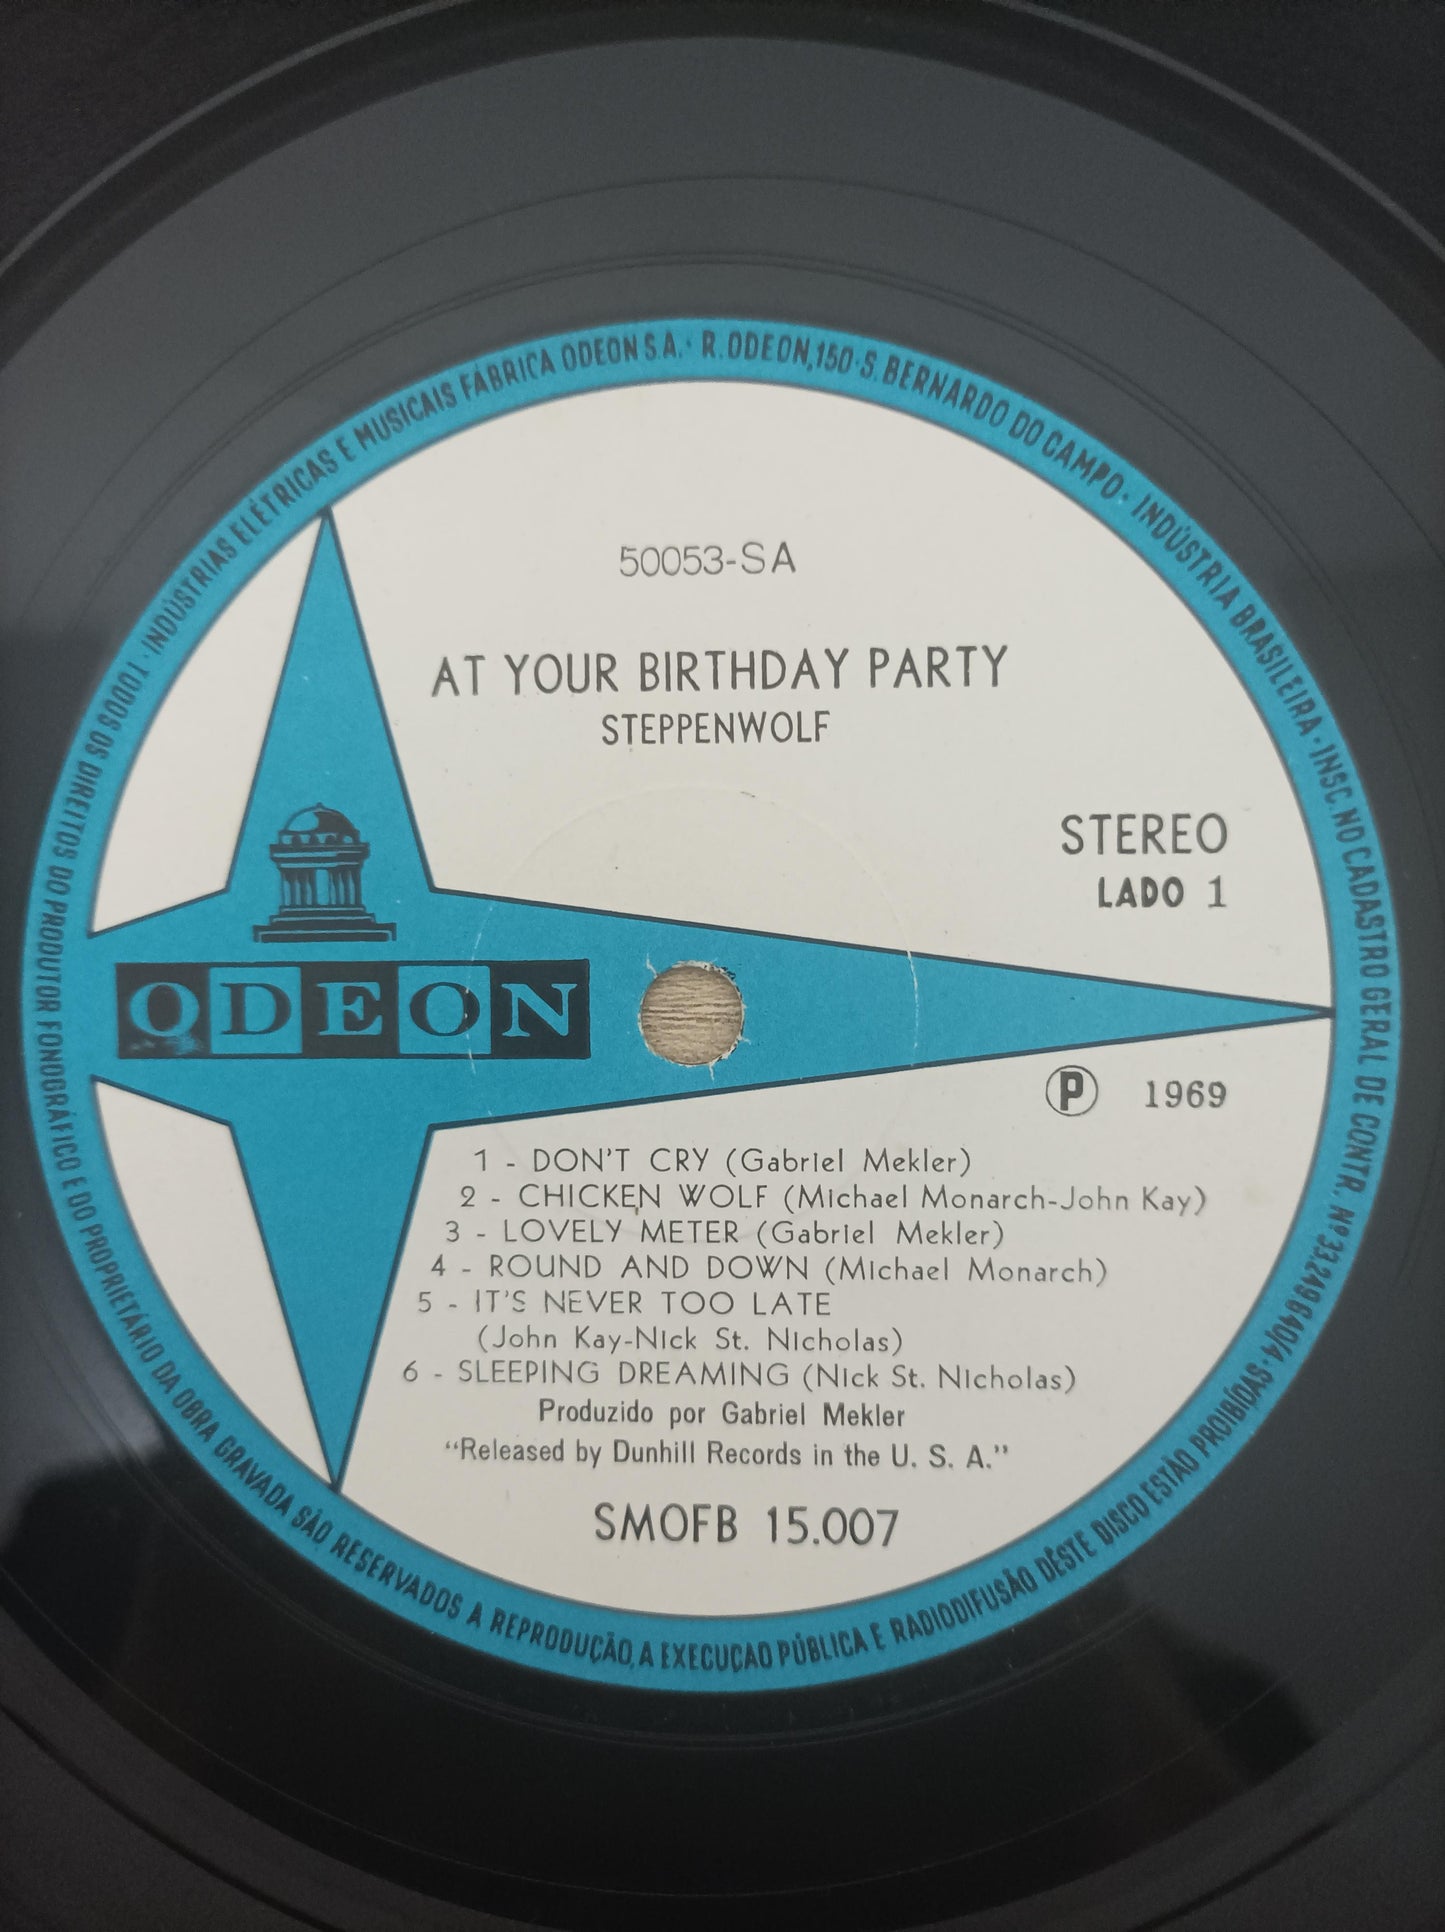 INDÚSTRIAS ELÉTRICAS E MUSICAIS FÁBRICA ODEON S.A. · R. ODEON, 150 · S. BERNARDO DO CAMPO · INDÚSTRIA BRASILEIRA · INSC. NO CADASTRO GERAL DE CONTR. Nº 33.249.640/4 ·
TODOS OS DIREITOS DO PRODUTOR FONOGRÁFICO E DO PROPRIETÁRIO DA OBRA GRAVADA SÃO RESERVADOS A REPRODUÇÃO, A EXECUÇAO PÚBLICA E RADIODIFUSÃO DÊSTE DISCO ESTÃO PROIBÍDAS ·
50053-SA
AT YOUR BIRTHDAY PARTY
STEPPENWOLF
STEREO
LADO 1
ODEON
Ⓟ 1969
1 - DON'T CRY (Gabriel Mekler)
2 - CHICKEN WOLF (Michael Monarch-John Kay)
3 - LOVELY METER (Gabriel Mekler)
4 - ROUND AND DOWN (Michael Monarch)
5 - IT'S NEVER TOO LATE
(John Kay-Nick St. Nicholas)
6 - SLEEPING DREAMING (Nick St. Nicholas)
Produzido por Gabriel Mekler
“Released by Dunhill Records in the U. S. A.”
SMOFB 15.007